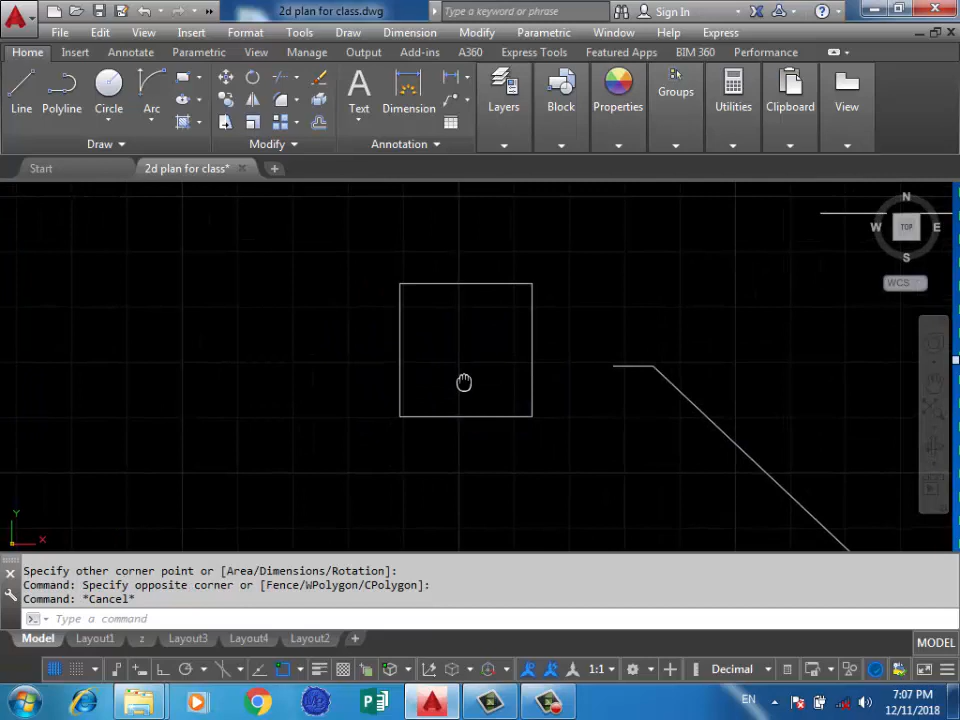 2d plan for class.dwg
Type a keyword or phrase
Sign In
File Edit View Insert Format Tools Draw Dimension Modify Parametric Window Help Express
Home Insert Annotate Parametric View Manage Output Add-ins A360 Express Tools Featured Apps BIM 360 Performance
Line Polyline Circle Arc Text Dimension Layers Block Properties Groups Utilities Clipboard View
Draw Modify Annotation
Start 2d plan for class*
N
W TOP E
S
WCS
Y
X
Specify other corner point or [Area/Dimensions/Rotation]:
Command: Specify opposite corner or [Fence/WPolygon/CPolygon]:
Command: *Cancel*
Type a command
Model Layout1 z Layout3 Layout4 Layout2 MODEL
1:1 Decimal
EN 7:07 PM
12/11/2018